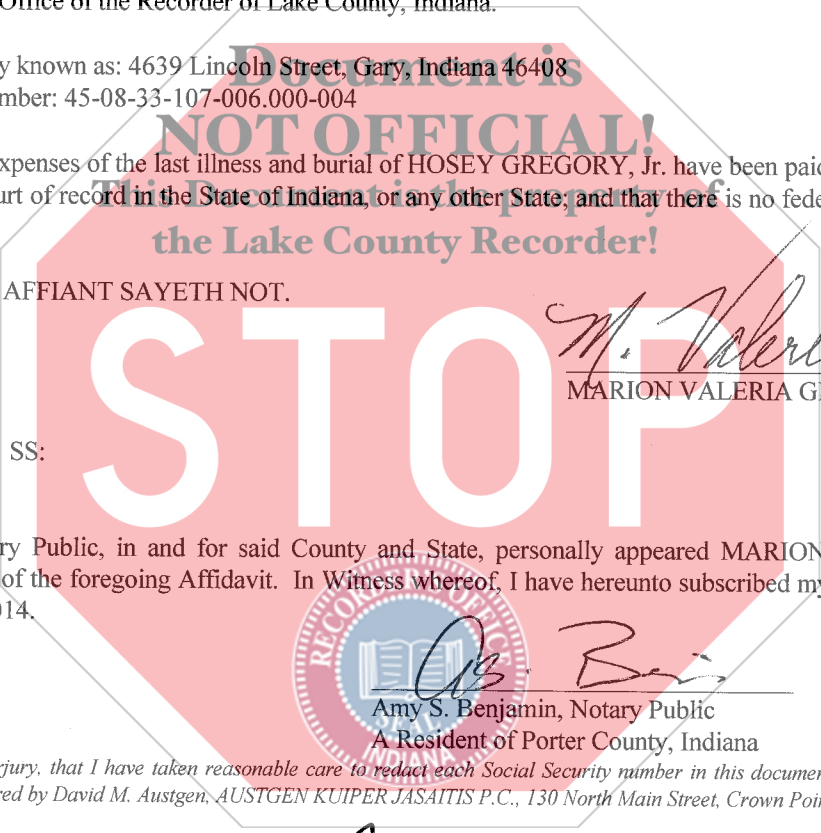 Office of the Recorder of Lake County, Indiana.
Document is
y known as: 4639 Lincoln Street, Gary, Indiana 46408
mber: 45-08-33-107-006.000-004
NOT OFFICIAL!
xpenses of the last illness and burial of HOSEY GREGORY, Jr. have been paid
This Document is the property of
urt of record in the State of Indiana, or any other State; and that there is no fede
the Lake County Recorder!
AFFIANT SAYETH NOT.
STOP
M. Valeri
MARION VALERIA G
SS:
ry Public, in and for said County and State, personally appeared MARION
of the foregoing Affidavit. In Witness whereof, I have hereunto subscribed my
014.
RECORDER OFFICE
SEAL
INDIANA
Amy S. Benjamin, Notary Public
A Resident of Porter County, Indiana
rjury, that I have taken reasonable care to redact each Social Security number in this documen
red by David M. Austgen, AUSTGEN KUIPER JASAITIS P.C., 130 North Main Street, Crown Poi